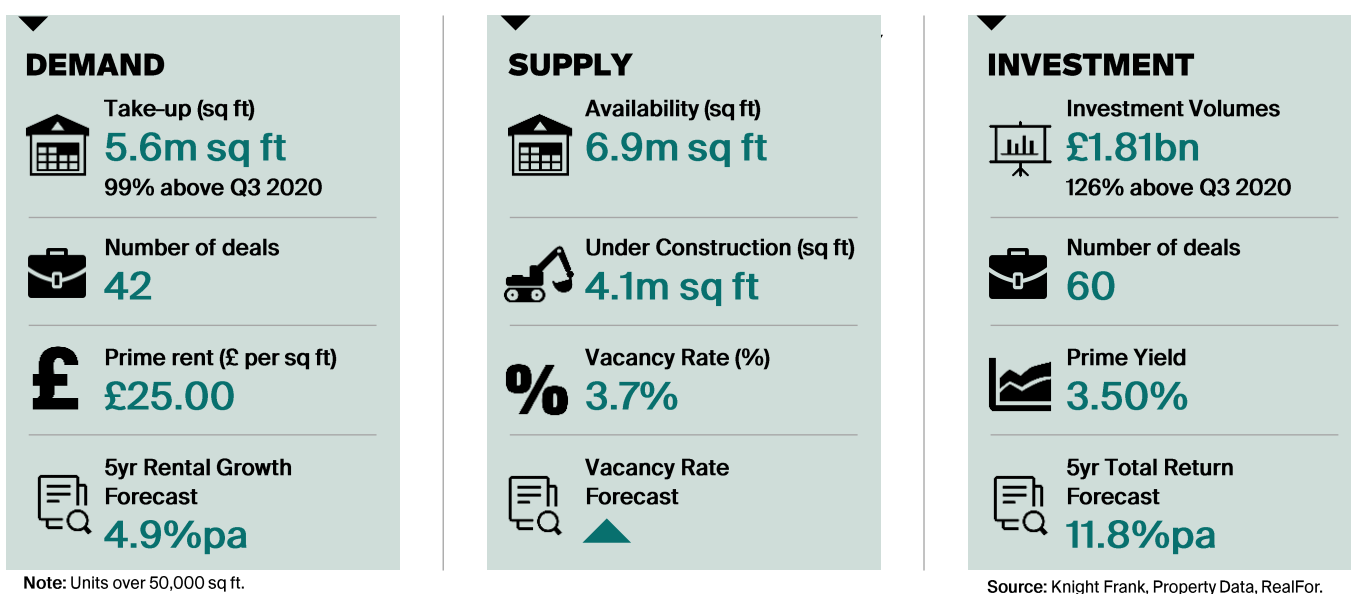 DEMAND
Take-up (sq ft)
5.6m sq ft
99% above Q3 2020
Number of deals
42
£
Prime rent (£ per sq ft)
£25.00
5yr Rental Growth
Forecast
4.9%pa
Note: Units over 50,000 sq ft.
SUPPLY
Availability (sq ft)
6.9m sq ft
Under Construction (sq ft)
4.1m sq ft
%
Vacancy Rate (%)
3.7%
Vacancy Rate
Forecast
INVESTMENT
Investment Volumes
£1.81bn
126% above Q3 2020
Number of deals
60
Prime Yield
3.50%
5yr Total Return
Forecast
11.8%pa
Source: Knight Frank, Property Data, RealFor.